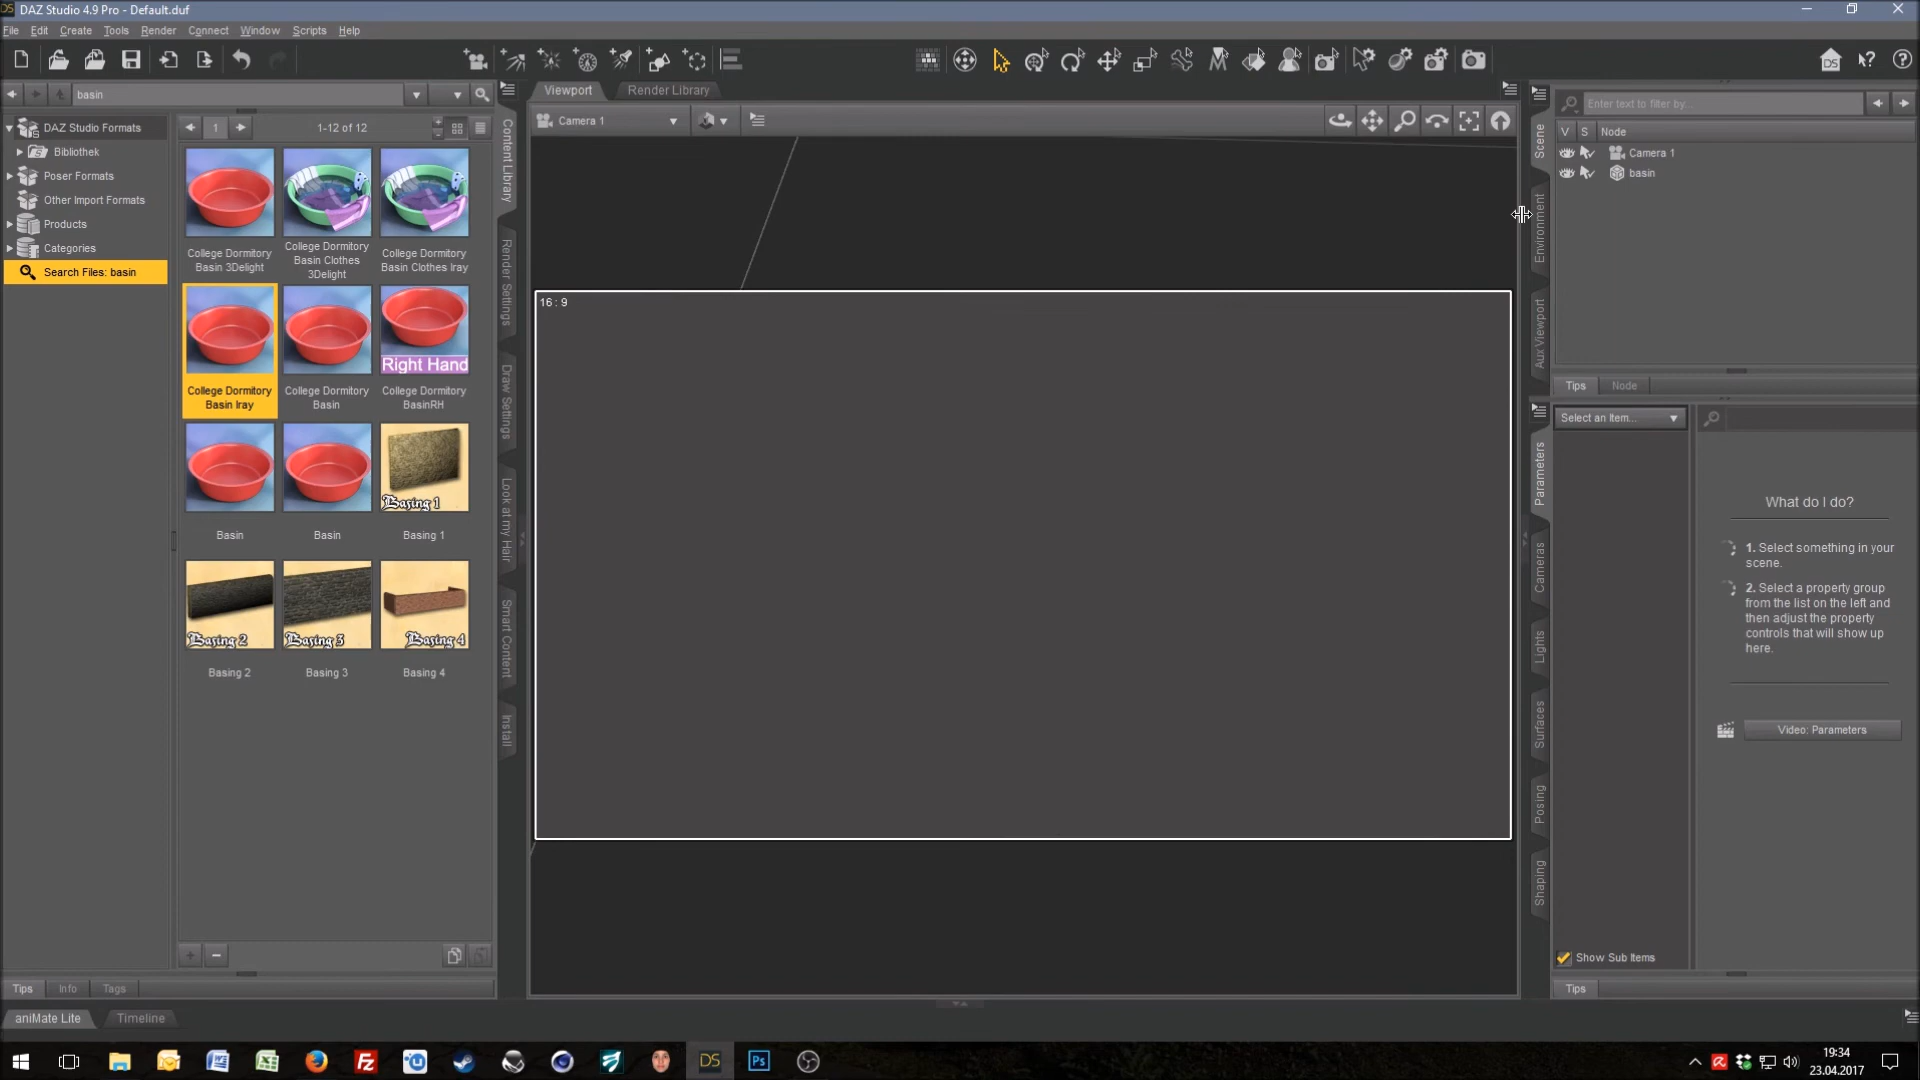 DAZ Studio 4.9 Pro - Default.duf
File Edit Create Tools Render Connect Window Scripts Help
basin
DAZ Studio Formats
Bibliothek
Poser Formats
Other Import Formats
Products
Categories
Search Files: basin
1
1-12 of 12
College Dormitory
Basin 3Delight
College Dormitory
Basin Clothes
3Delight
College Dormitory
Basin Clothes Iray
College Dormitory
Basin Iray
College Dormitory
Basin
Right Hand
College Dormitory
BasinRH
Basin
Basin
Basing 1
Basing 1
Basing 2
Basing 2
Basing 3
Basing 3
Basing 4
Basing 4
Tips Info Tags
Content Library
Render Settings
Draw Settings
Look at my Hair
Smart Content
Install
Viewport Render Library
Camera 1
16 : 9
Scene
Environment
Aux Viewport
Enter text to filter by...
V S Node
Camera 1
basin
Tips Node
Parameters
Cameras
Lights
Surfaces
Posing
Shaping
Select an Item...
What do I do?
1. Select something in your
scene.
2. Select a property group
from the list on the left and
then adjust the property
controls that will show up
here.
Video: Parameters
Show Sub Items
Tips
aniMate Lite Timeline
DS
Ps
19:34
23.04.2017